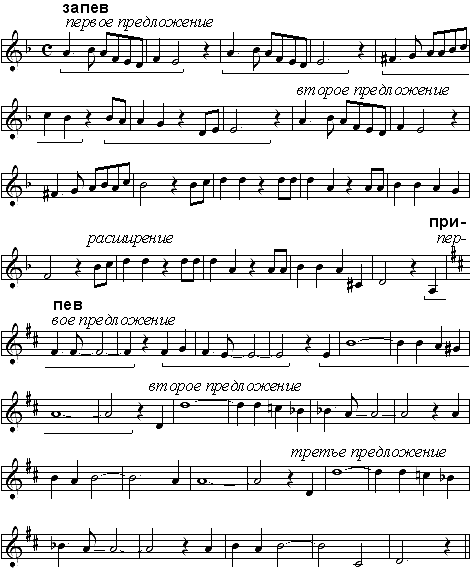 запев
первое предложение
второе предложение
при-
расширение
пер-
пев
вое предложение
второе предложение
третье предложение